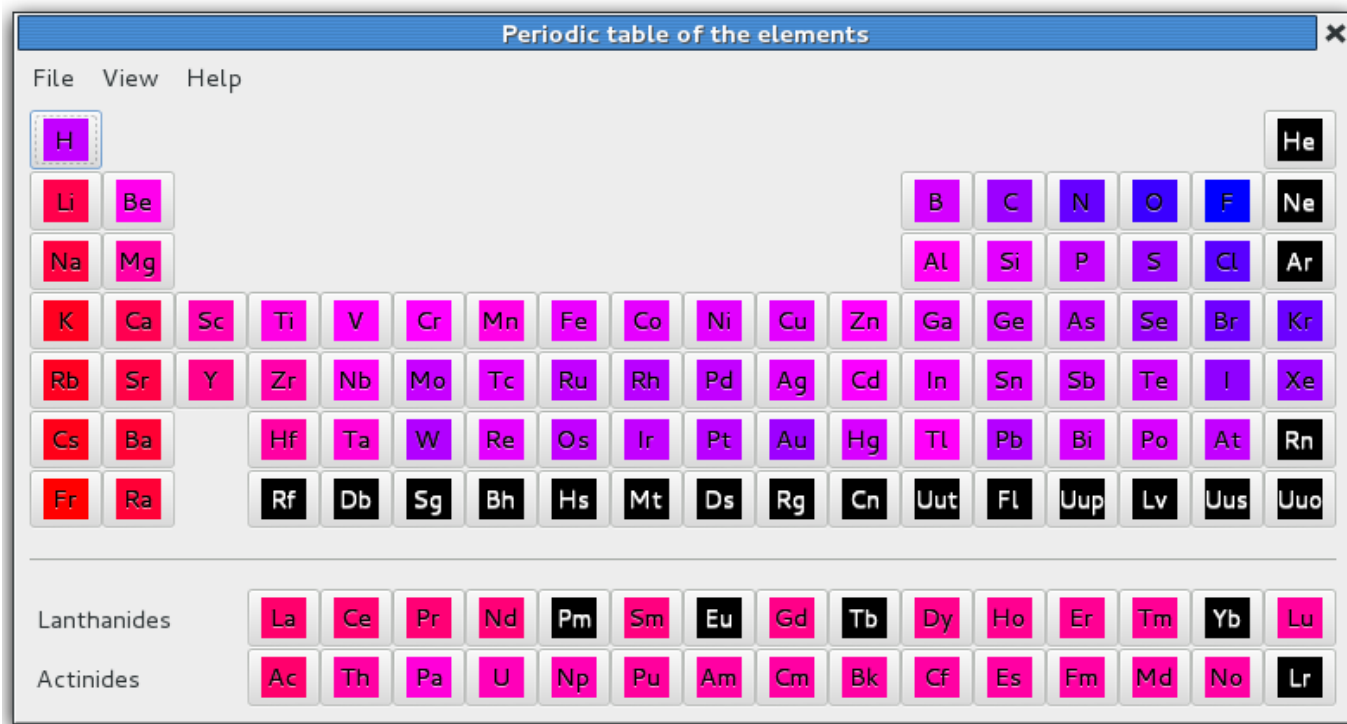 Periodic table of the elements
File View Help
H He
Li Be B C N O F Ne
Na Mg Al Si P S Cl Ar
K Ca Sc Ti V Cr Mn Fe Co Ni Cu Zn Ga Ge As Se Br Kr
Rb Sr Y Zr Nb Mo Tc Ru Rh Pd Ag Cd In Sn Sb Te I Xe
Cs Ba Hf Ta W Re Os Ir Pt Au Hg Tl Pb Bi Po At Rn
Fr Ra Rf Db Sg Bh Hs Mt Ds Rg Cn Uut Fl Uup Lv Uus Uuo
Lanthanides La Ce Pr Nd Pm Sm Eu Gd Tb Dy Ho Er Tm Yb Lu
Actinides Ac Th Pa U Np Pu Am Cm Bk Cf Es Fm Md No Lr